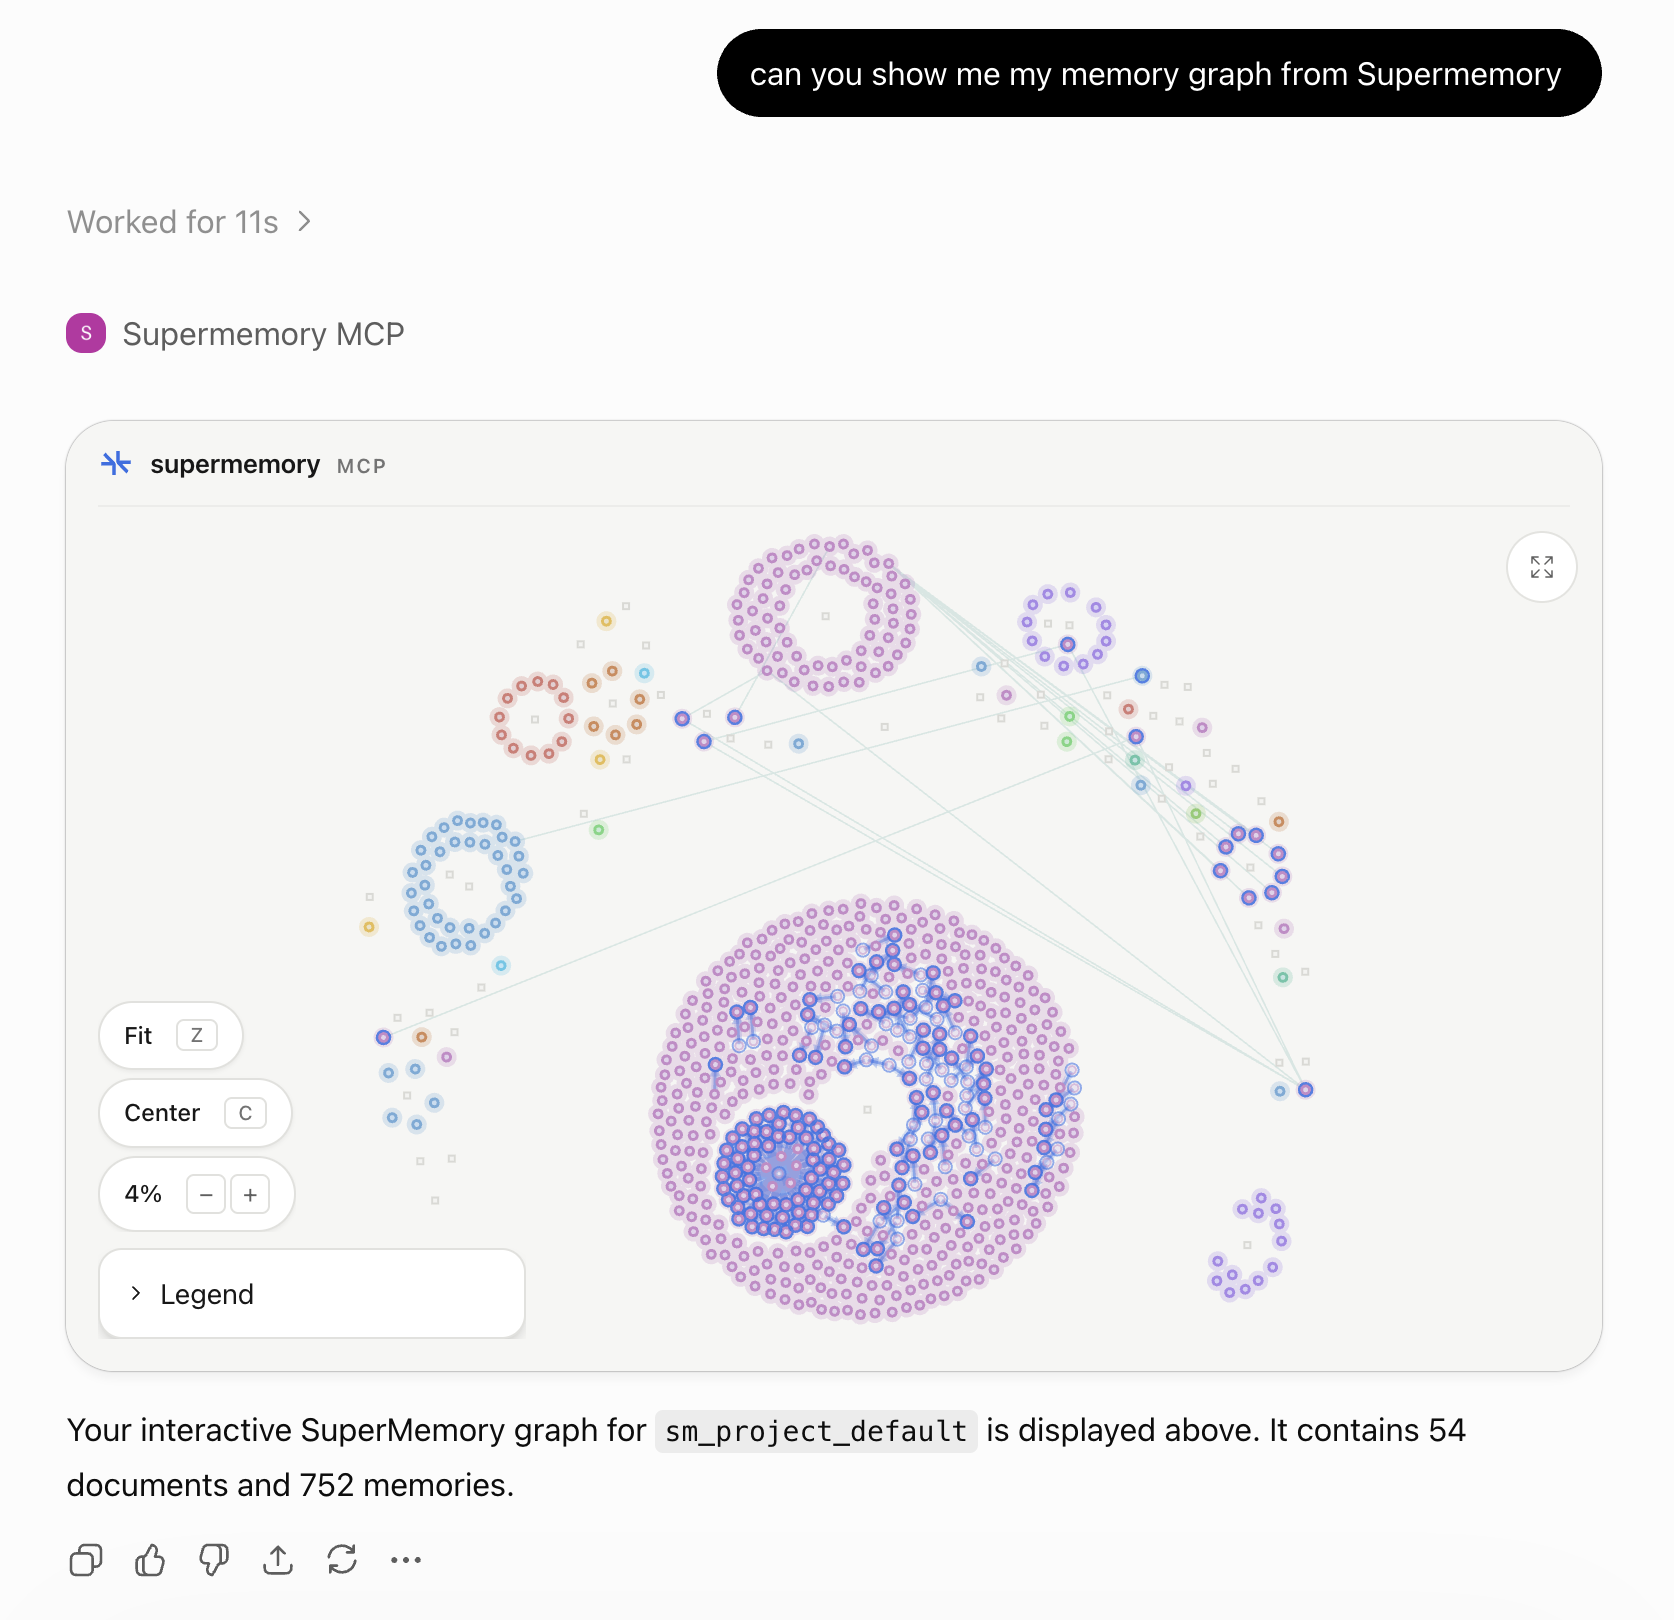 can you show me my memory graph from Supermemory
Worked for 11s
S Supermemory MCP
supermemory MCP
Fit Z
Center C
4% − +
Legend
Your interactive SuperMemory graph for sm_project_default is displayed above. It contains 54
documents and 752 memories.